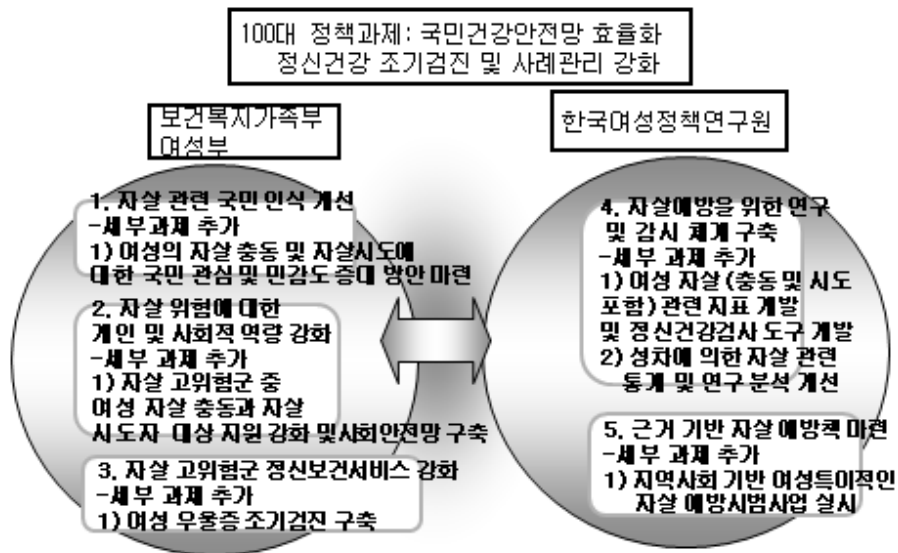 100대 정책과제: 국민건강안전망 효율화
정신건강 조기검진 및 사례관리 강화
보건복지가족부
여성부
한국여성정책연구원
1. 자살 관련 국민 인식 개선
-세부과제 추가
1) 여성의 자살 충동 및 자살시도에
대한 국민 관심 및 민감도 증대 방안 마련
2. 자살 위험에 대한
개인 및 사회적 역량 강화
-세부 과제 추가
1) 자살 고위험군 중
여성 자살 충동과 자살
시도자 대상 지원 강화 및 사회안전망 구축
3. 자살 고위험군 정신보건서비스 강화
-세부 과제 추가
1) 여성 우울증 조기검진 구축
4. 자살예방을 위한 연구
및 감시 체계 구축
-세부 과제 추가
1) 여성 자살 (충동 및 시도
포함) 관련 지표 개발
및 정신건강검사 도구 개발
2) 성차에 의한 자살 관련
통계 및 연구 분석 개선
5. 근거 기반 자살 예방책 마련
-세부 과제 추가
1) 지역사회 기반 여성특이적인
자살 예방시범사업 실시